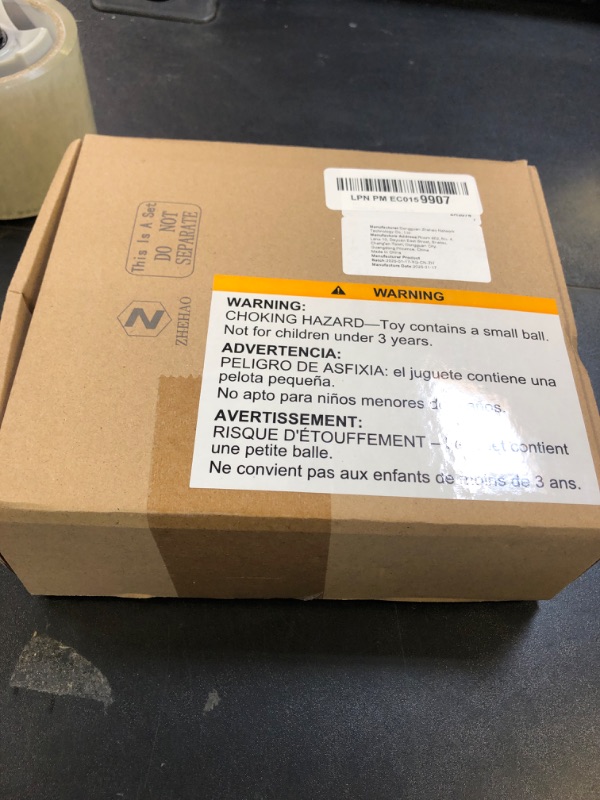 LPN PM EC0159907
This Is A Set
DO NOT
SEPARATE
N
ZHEHAO
WARNING
WARNING:
CHOKING HAZARD—Toy contains a small ball.
Not for children under 3 years.
ADVERTENCIA:
PELIGRO DE ASFIXIA: el juguete contiene una
pelota pequeña.
No apto para niños menores
AVERTISSEMENT:
RISQUE D'ÉTOUFFEMENT – contient
une petite balle.
Ne convient pas aux enfants de moins de 3 ans.